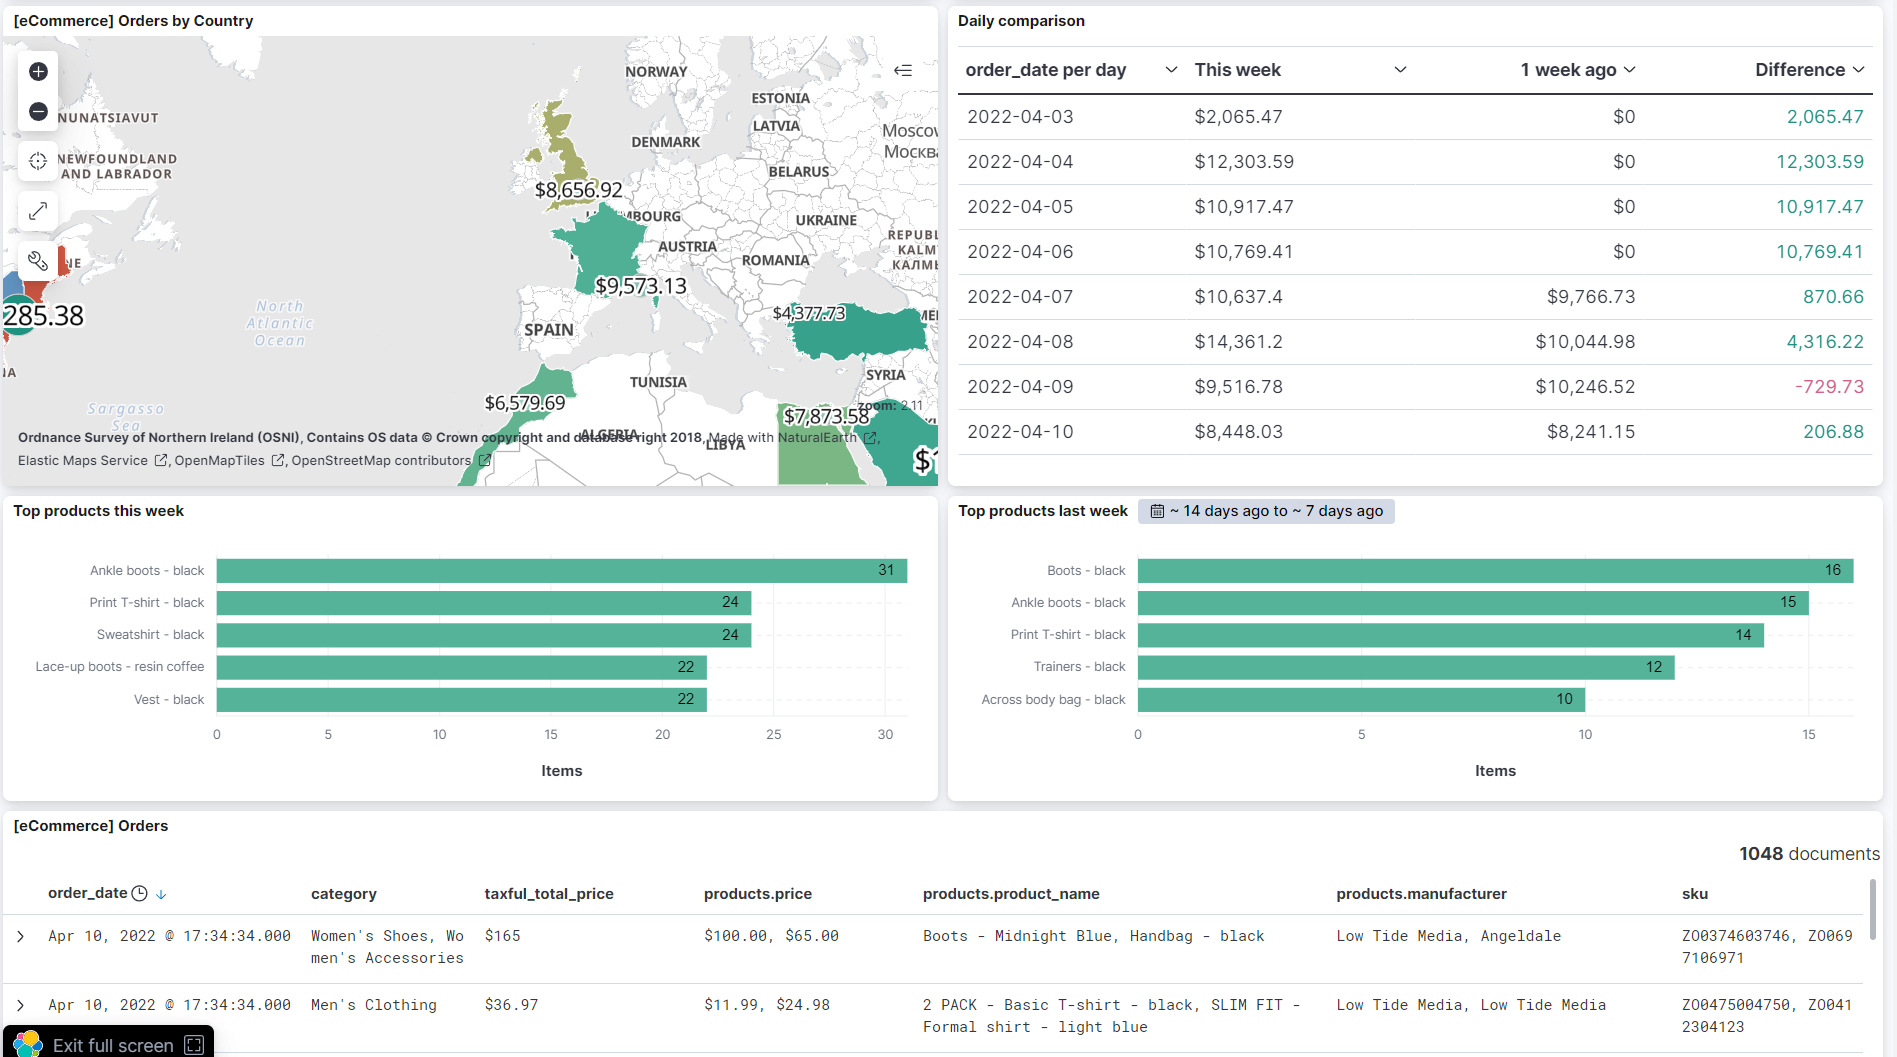 [eCommerce] Orders by Country
NUNATSIAVUT
NEWFOUNDLAND
AND LABRADOR
NORWAY
ESTONIA
LATVIA
Moscow
Москва
DENMARK
BELARUS
$8,656.92
UKRAINE
AUSTRIA
ROMANIA
$9,573.13
285.38
North
Atlantic
Ocean
$4,377.73
SPAIN
SYRIA
TUNISIA
$6,579.69
$7,873.58
zoom: 2.11
Sargasso
Sea
ALGERIA
LIBYA
Ordnance Survey of Northern Ireland (OSNI), Contains OS data © Crown copyright and database right 2018, Made with NaturalEarth,
Elastic Maps Service, OpenMapTiles, OpenStreetMap contributors
Daily comparison
order_date per day This week 1 week ago Difference
2022-04-03 $2,065.47 $0 2,065.47
2022-04-04 $12,303.59 $0 12,303.59
2022-04-05 $10,917.47 $0 10,917.47
2022-04-06 $10,769.41 $0 10,769.41
2022-04-07 $10,637.4 $9,766.73 870.66
2022-04-08 $14,361.2 $10,044.98 4,316.22
2022-04-09 $9,516.78 $10,246.52 -729.73
2022-04-10 $8,448.03 $8,241.15 206.88
Top products this week
Ankle boots - black 31
Print T-shirt - black 24
Sweatshirt - black 24
Lace-up boots - resin coffee 22
Vest - black 22
0 5 10 15 20 25 30
Items
Top products last week ~ 14 days ago to ~ 7 days ago
Boots - black 16
Ankle boots - black 15
Print T-shirt - black 14
Trainers - black 12
Across body bag - black 10
0 5 10 15
Items
[eCommerce] Orders
1048 documents
order_date category taxful_total_price products.price products.product_name products.manufacturer sku
Apr 10, 2022 @ 17:34:34.000 Women's Shoes, Wo $165 $100.00, $65.00 Boots - Midnight Blue, Handbag - black Low Tide Media, Angeldale ZO0374603746, ZO069
men's Accessories 7106971
Apr 10, 2022 @ 17:34:34.000 Men's Clothing $36.97 $11.99, $24.98 2 PACK - Basic T-shirt - black, SLIM FIT - Low Tide Media, Low Tide Media ZO0475004750, ZO041
Formal shirt - light blue 2304123
Exit full screen